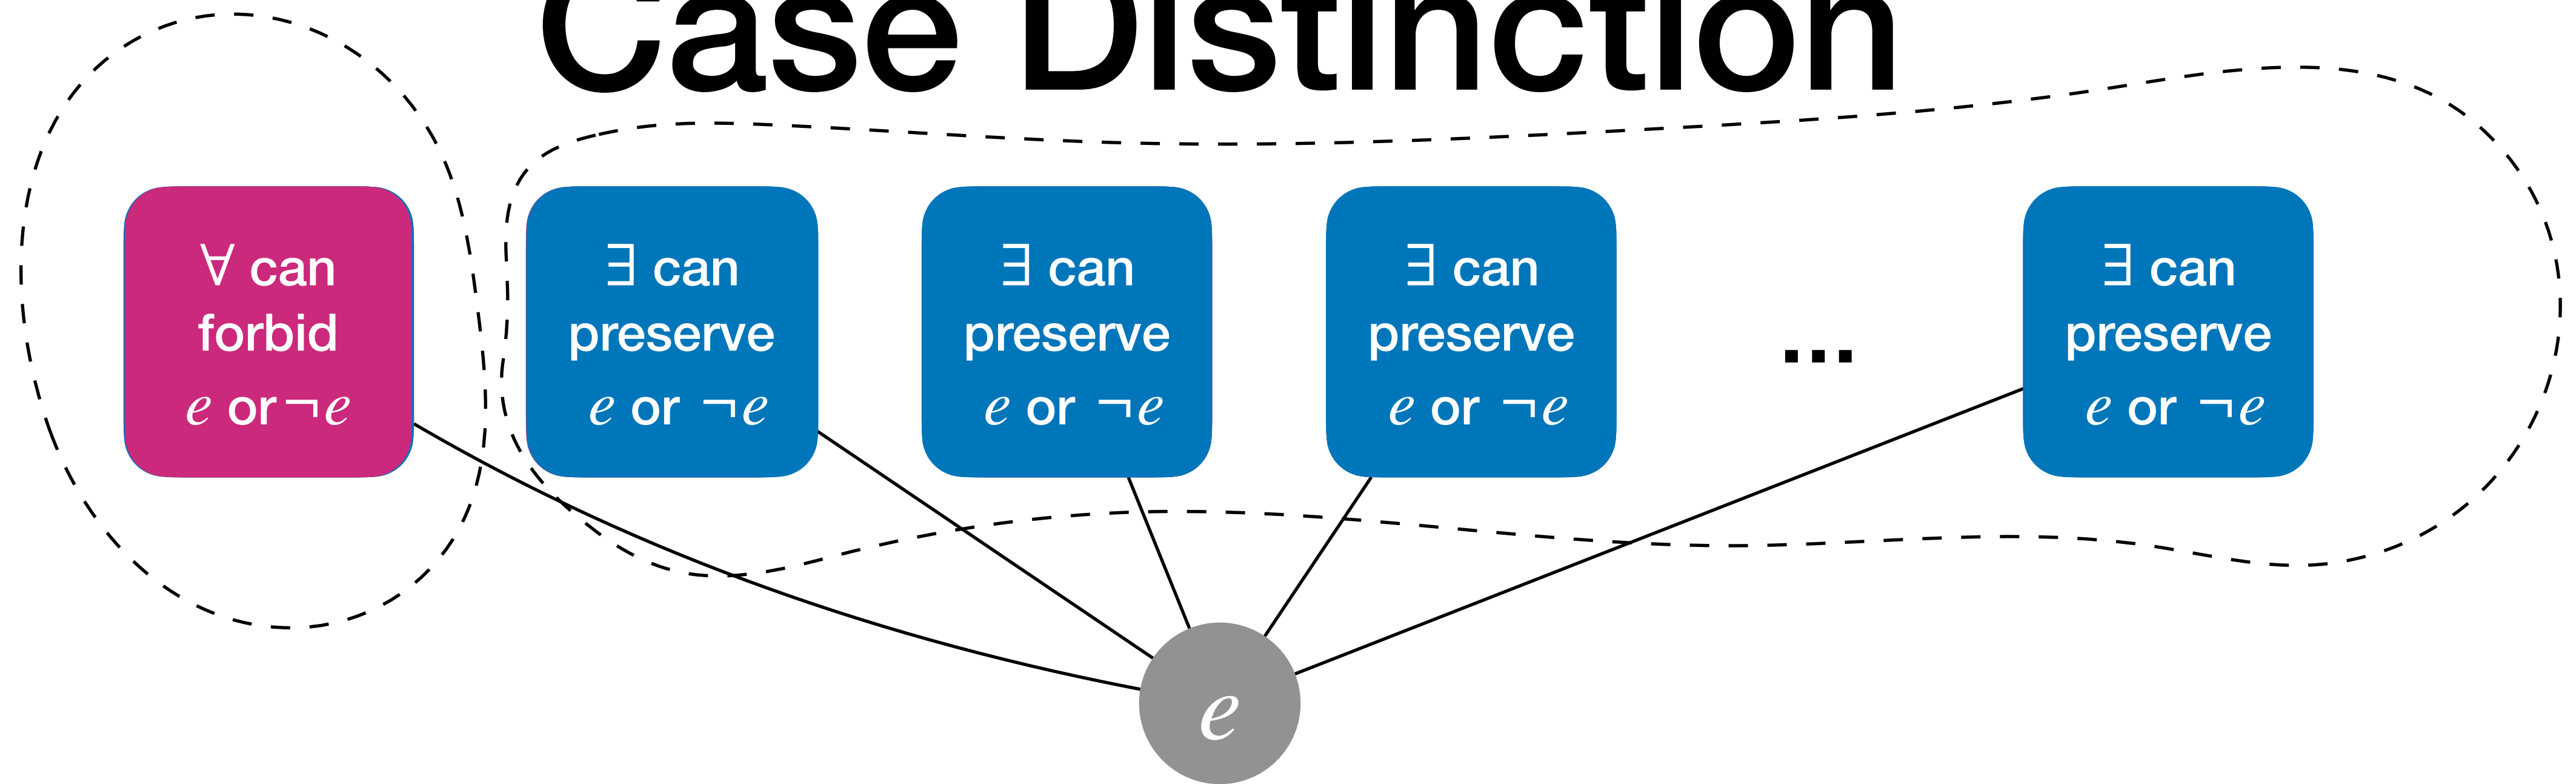 Case Distinction
∀ can
forbid
e or ¬e
∃ can
preserve
e or ¬e
∃ can
preserve
e or ¬e
∃ can
preserve
e or ¬e
...
∃ can
preserve
e or ¬e
e